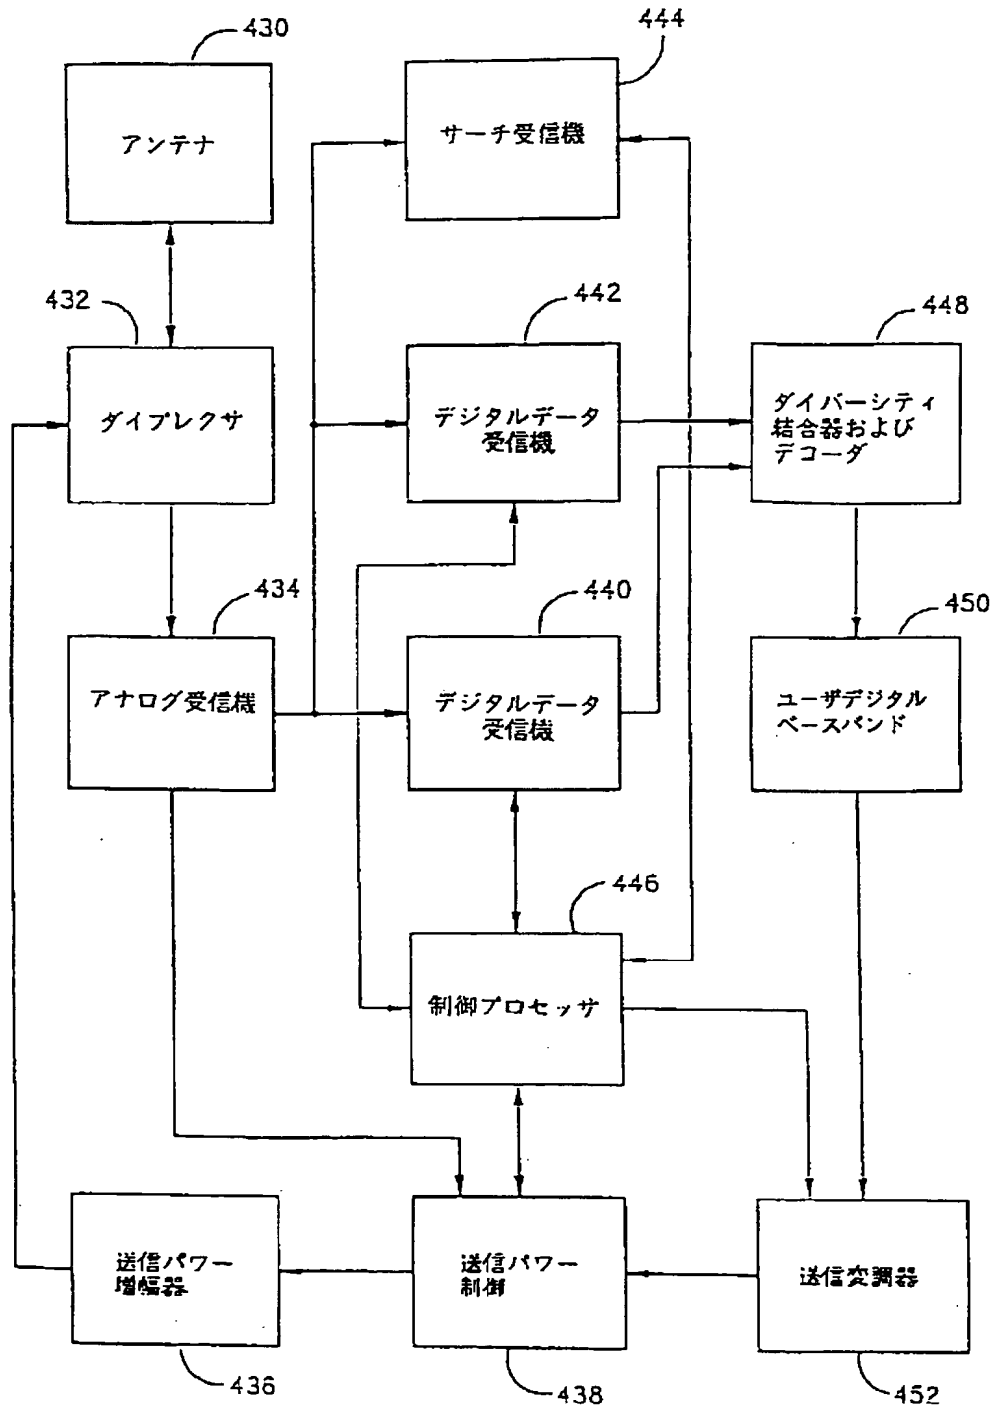 430
アンテナ
444
サーチ受信機
432
ダイプレクサ
442
デジタルデータ
受信機
448
ダイバーシティ
結合器および
デコーダ
434
アナログ受信機
440
デジタルデータ
受信機
450
ユーザデジタル
ベースバンド
446
制御プロセッサ
送信パワー
増幅器
436
送信パワー
制御
438
送信変調器
452